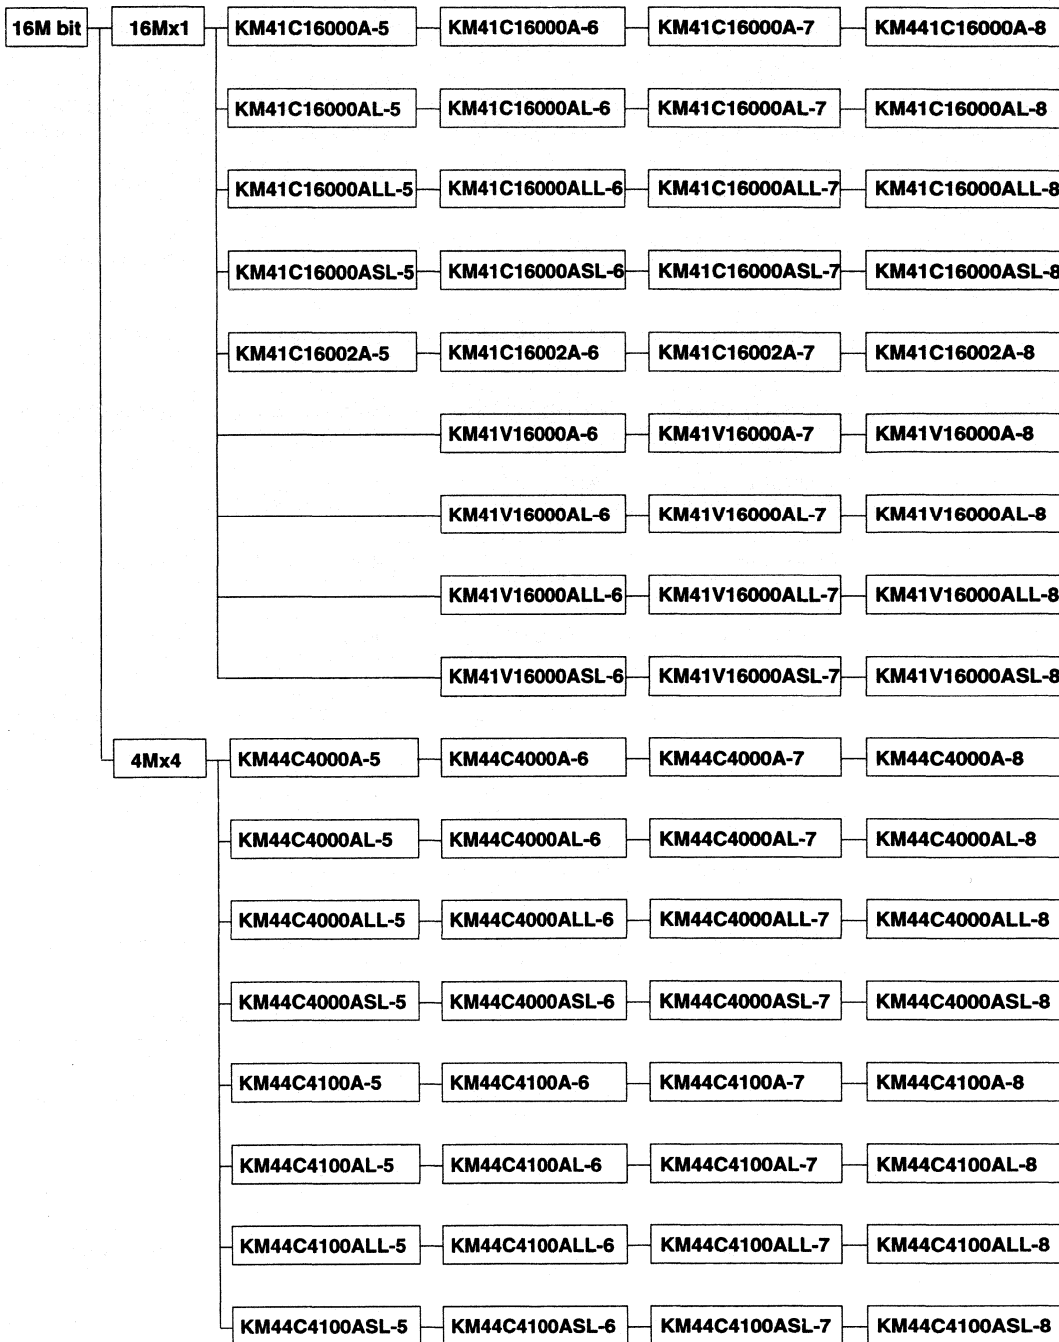 16M bit 16Mx1 KM41C16000A-5 KM41C16000A-6 KM41C16000A-7 KM441C16000A-8
KM41C16000AL-5 KM41C16000AL-6 KM41C16000AL-7 KM41C16000AL-8
KM41C16000ALL-5 KM41C16000ALL-6 KM41C16000ALL-7 KM41C16000ALL-8
KM41C16000ASL-5 KM41C16000ASL-6 KM41C16000ASL-7 KM41C16000ASL-8
KM41C16002A-5 KM41C16002A-6 KM41C16002A-7 KM41C16002A-8
KM41V16000A-6 KM41V16000A-7 KM41V16000A-8
KM41V16000AL-6 KM41V16000AL-7 KM41V16000AL-8
KM41V16000ALL-6 KM41V16000ALL-7 KM41V16000ALL-8
KM41V16000ASL-6 KM41V16000ASL-7 KM41V16000ASL-8
4Mx4 KM44C4000A-5 KM44C4000A-6 KM44C4000A-7 KM44C4000A-8
KM44C4000AL-5 KM44C4000AL-6 KM44C4000AL-7 KM44C4000AL-8
KM44C4000ALL-5 KM44C4000ALL-6 KM44C4000ALL-7 KM44C4000ALL-8
KM44C4000ASL-5 KM44C4000ASL-6 KM44C4000ASL-7 KM44C4000ASL-8
KM44C4100A-5 KM44C4100A-6 KM44C4100A-7 KM44C4100A-8
KM44C4100AL-5 KM44C4100AL-6 KM44C4100AL-7 KM44C4100AL-8
KM44C4100ALL-5 KM44C4100ALL-6 KM44C4100ALL-7 KM44C4100ALL-8
KM44C4100ASL-5 KM44C4100ASL-6 KM44C4100ASL-7 KM44C4100ASL-8